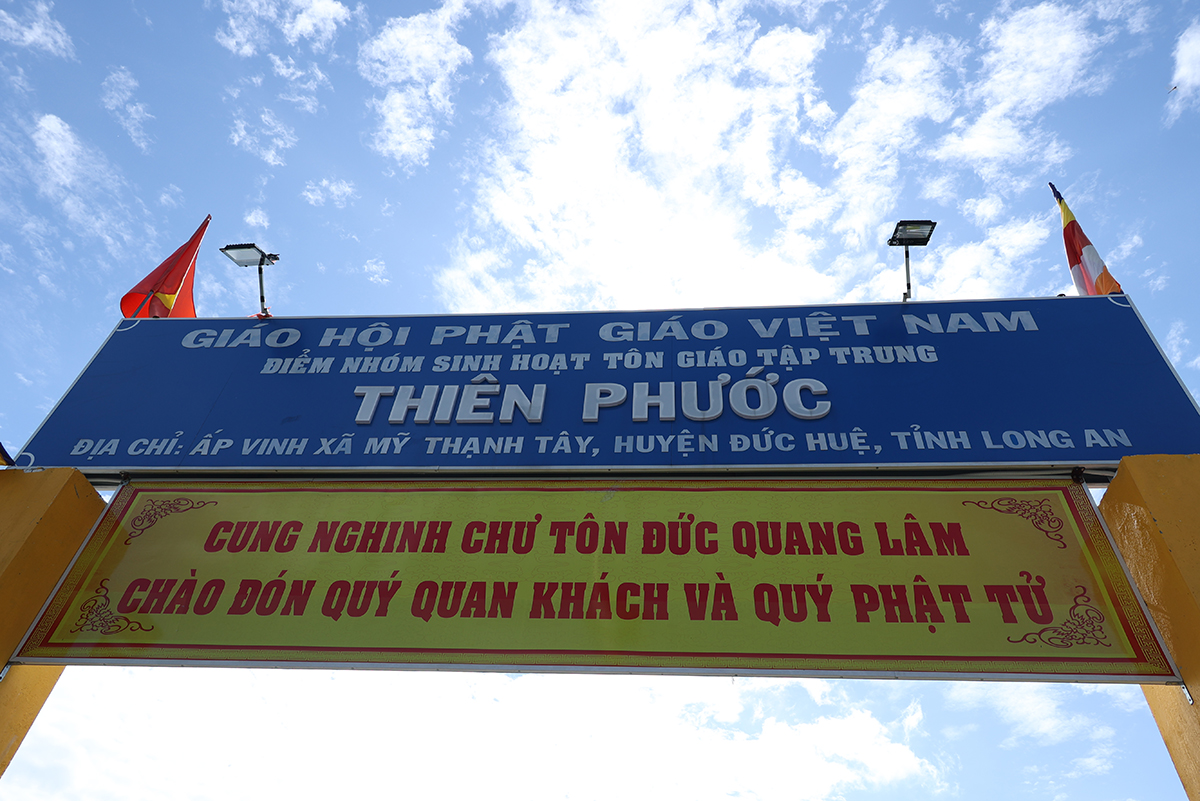 GIÁO HỘI PHẬT GIÁO VIỆT NAM
ĐIỂM NHÓM SINH HOẠT TÔN GIÁO TẬP TRUNG
THIÊN PHƯỚC
ĐỊA CHỈ: ẤP VINH XÃ MỸ THẠNH TÂY, HUYỆN ĐỨC HUỆ, TỈNH LONG AN
CUNG NGHINH CHƯ TÔN ĐỨC QUANG LÂM
CHÀO ĐÓN QUÝ QUAN KHÁCH VÀ QUÝ PHẬT TỬ